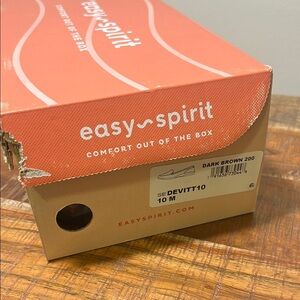 easy~spirit
COMFORT OUT OF THE BOX
easy~spirit
COMFORT OUT OF THE BOX
DARK BROWN 200
SEDEVITT10
10 M
EASYSPIRIT.COM